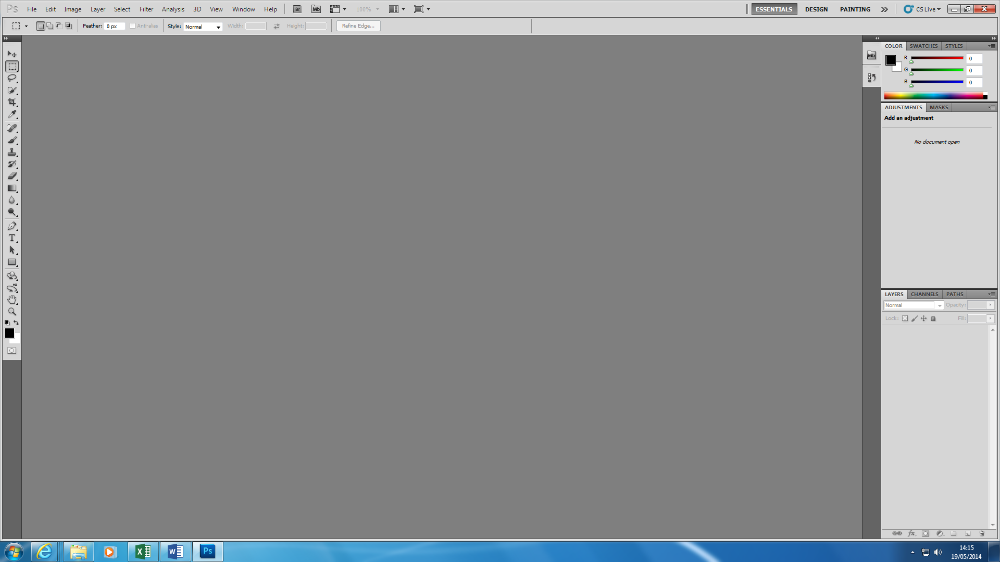 Ps File Edit Image Layer Select Filter Analysis 3D View Window Help Br Mb 100% ESSENTIALS DESIGN PAINTING CS Live
Feather: 0 px Anti-alias Style: Normal Width: Height: Refine Edge...
COLOR SWATCHES STYLES
Mb
R 0
G 0
B 0
ADJUSTMENTS MASKS
Add an adjustment
No document open
T
LAYERS CHANNELS PATHS
Normal Opacity:
Lock: Fill:
fx
Ps
14:15
19/05/2014